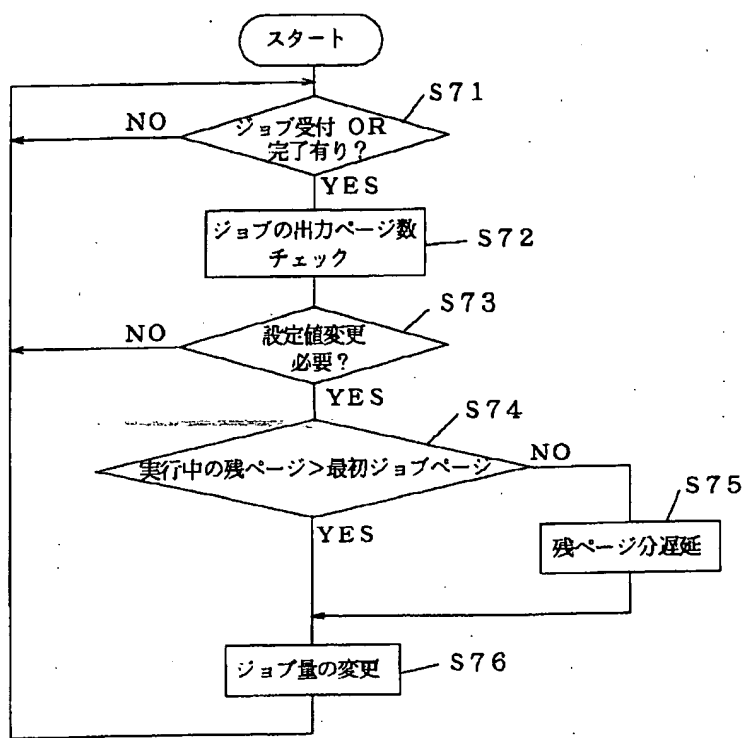 スタート
S71
NO
ジョブ受付 OR
完了有り？
YES
ジョブの出力ページ数
チェック
S72
S73
NO
設定値変更
必要？
YES
S74
実行中の残ページ＞最初ジョブページ
NO
S75
YES
残ページ分遅延
ジョブ量の変更
S76